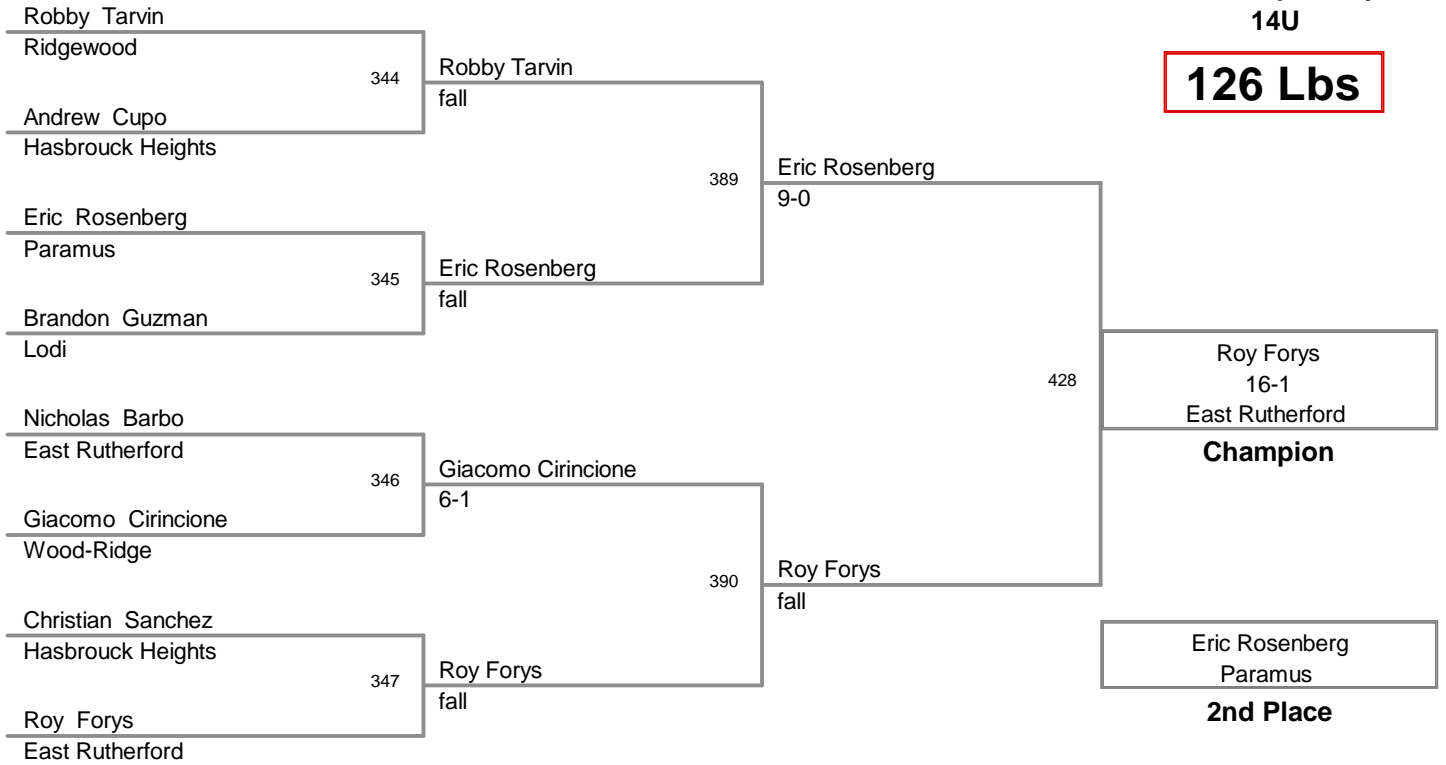 14U
126 Lbs
Robby Tarvin
Ridgewood
344
Andrew Cupo
Hasbrouck Heights
Robby Tarvin
fall
Eric Rosenberg
Paramus
345
Brandon Guzman
Lodi
Eric Rosenberg
fall
389
Eric Rosenberg
9-0
Nicholas Barbo
East Rutherford
346
Giacomo Cirincione
Wood-Ridge
Giacomo Cirincione
6-1
Christian Sanchez
Hasbrouck Heights
347
Roy Forys
East Rutherford
Roy Forys
fall
390
Roy Forys
fall
428
Roy Forys
16-1
East Rutherford
Champion
Eric Rosenberg
Paramus
2nd Place